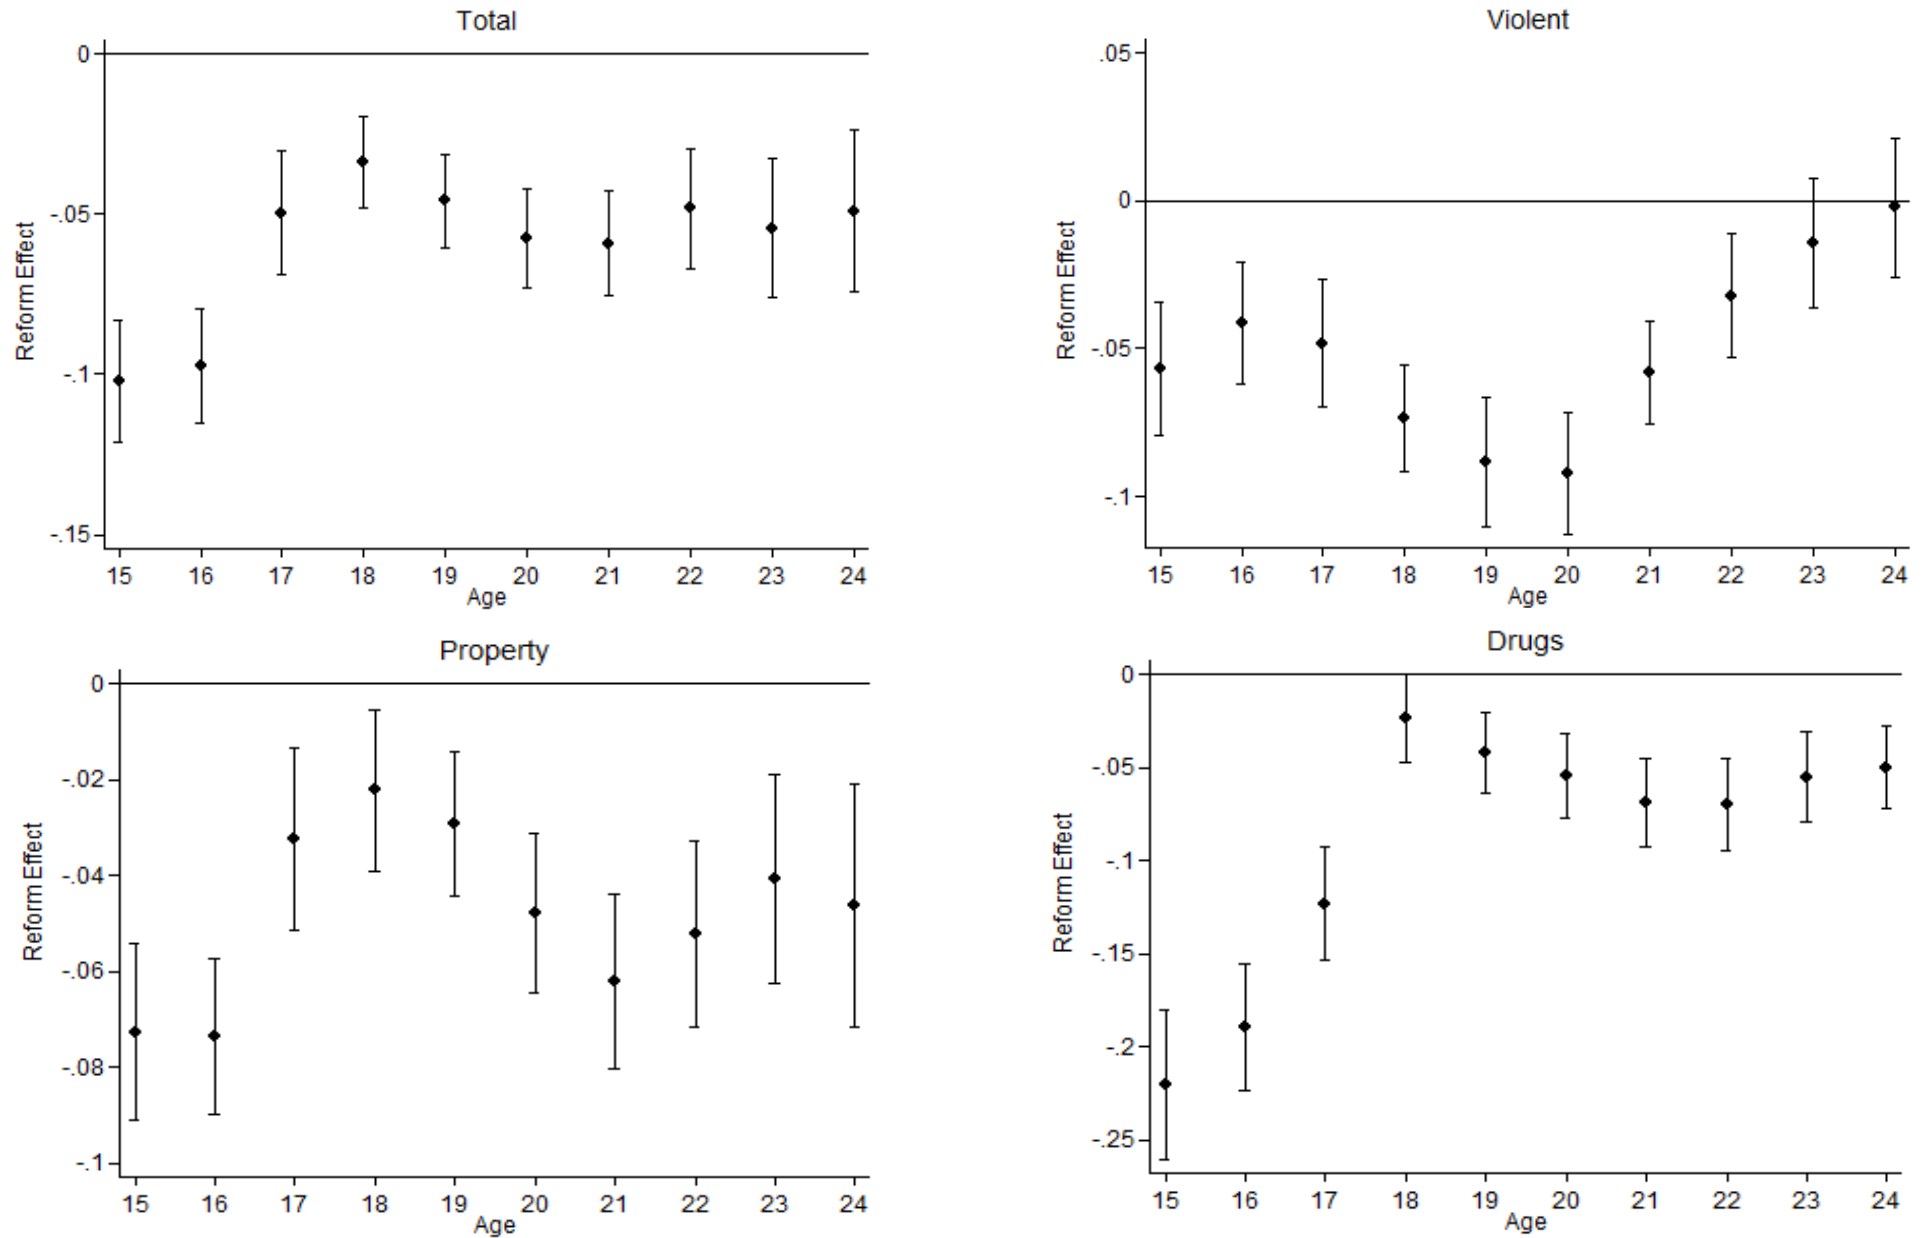 Total
0
-.05
-.1
-.15
Reform Effect
15 16 17 18 19 20 21 22 23 24
Age
Violent
.05
0
-.05
-.1
Reform Effect
15 16 17 18 19 20 21 22 23 24
Age
Property
0
-.02
-.04
-.06
-.08
-.1
Reform Effect
15 16 17 18 19 20 21 22 23 24
Age
Drugs
0
-.05
-.1
-.15
-.2
-.25
Reform Effect
15 16 17 18 19 20 21 22 23 24
Age